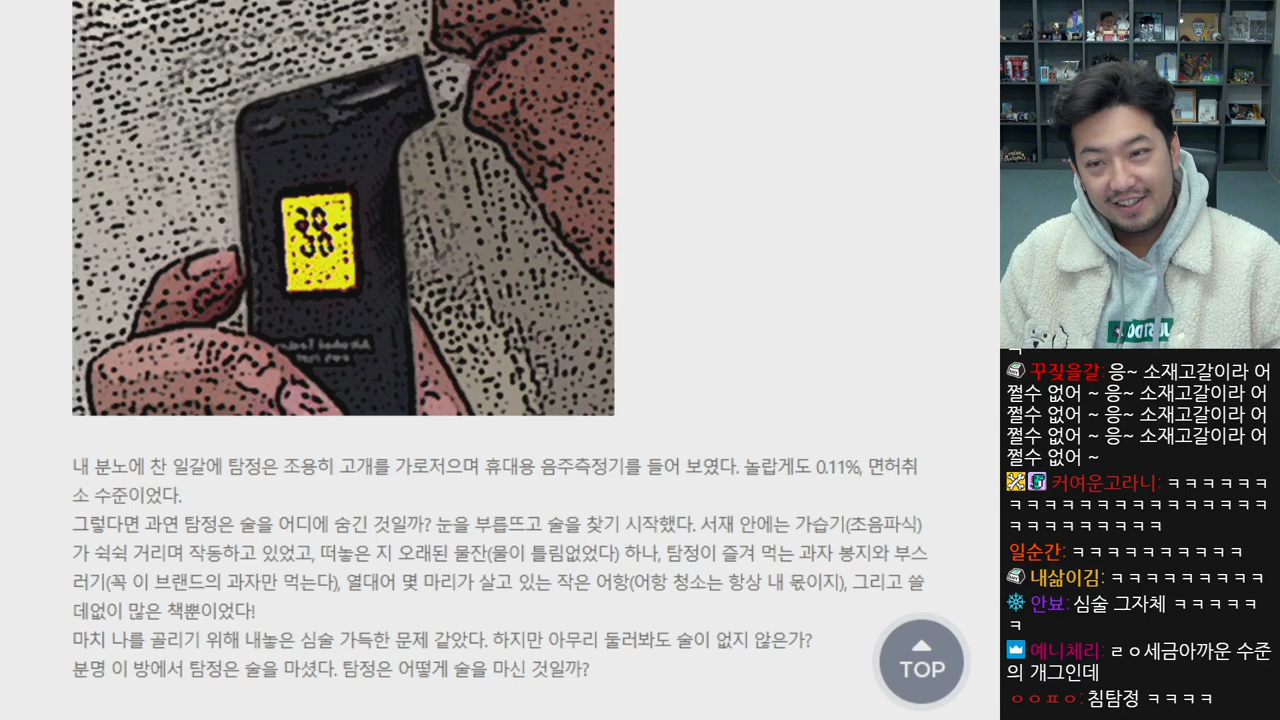 내 분노에 찬 일갈에 탐정은 조용히 고개를 가로저으며 휴대용 음주측정기를 들어 보였다. 놀랍게도 0.11%, 면허취
소 수준이었다.
그렇다면 과연 탐정은 술을 어디에 숨긴 것일까? 눈을 부릅뜨고 술을 찾기 시작했다. 서재 안에는 가습기(초음파식)
가 쉭쉭 거리며 작동하고 있었고, 떠놓은 지 오래된 물잔(물이 틀림없었다) 하나, 탐정이 즐겨 먹는 과자 봉지와 부스
러기(꼭 이 브랜드의 과자만 먹는다), 열대어 몇 마리가 살고 있는 작은 어항(어항 청소는 항상 내 몫이지), 그리고 쓸
데없이 많은 책뿐이었다!
마치 나를 골리기 위해 내놓은 심술 가득한 문제 같았다. 하지만 아무리 둘러봐도 술이 없지 않은가?
분명 이 방에서 탐정은 술을 마셨다. 탐정은 어떻게 술을 마신 것일까?
TOP
ㅋ
꾸짖을갈: 응~ 소재고갈이라 어
쩔수 없어 ~ 응~ 소재고갈이라 어
쩔수 없어 ~ 응~ 소재고갈이라 어
쩔수 없어 ~ 응~ 소재고갈이라 어
쩔수 없어 ~
커여운고라니: ㅋㅋㅋㅋㅋㅋ
ㅋㅋㅋㅋㅋㅋㅋㅋㅋㅋㅋㅋㅋㅋㅋ
ㅋㅋㅋㅋㅋㅋㅋㅋㅋ
일순간: ㅋㅋㅋㅋㅋㅋㅋㅋㅋㅋ
내삶이김: ㅋㅋㅋㅋㅋㅋㅋㅋㅋ
안뵤: 심술 그자체 ㅋㅋㅋㅋㅋ
ㅋ
예니체리: ㄹㅇ세금아까운 수준
의 개그인데
ㅇㅇㅍㅇ: 침탐정 ㅋㅋㅋㅋ